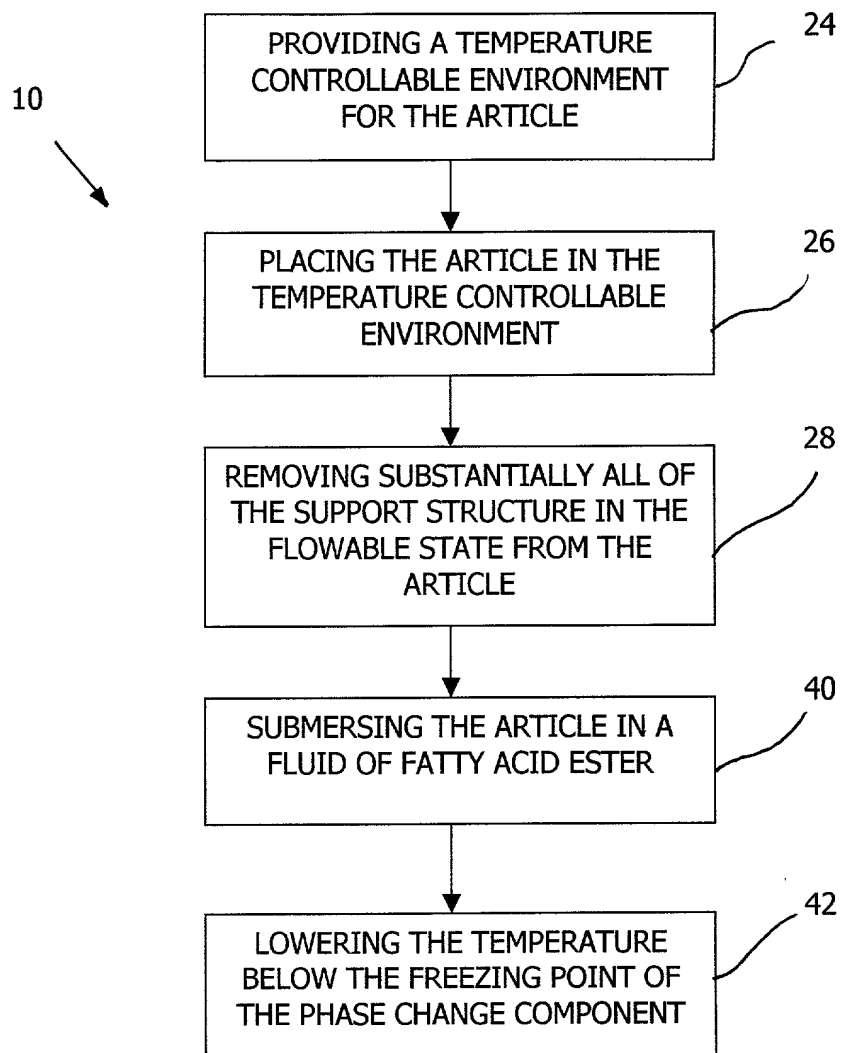 10
PROVIDING A TEMPERATURE
CONTROLLABLE ENVIRONMENT
FOR THE ARTICLE
24
PLACING THE ARTICLE IN THE
TEMPERATURE CONTROLLABLE
ENVIRONMENT
26
REMOVING SUBSTANTIALLY ALL OF
THE SUPPORT STRUCTURE IN THE
FLOWABLE STATE FROM THE
ARTICLE
28
SUBMERSING THE ARTICLE IN A
FLUID OF FATTY ACID ESTER
40
LOWERING THE TEMPERATURE
BELOW THE FREEZING POINT OF
THE PHASE CHANGE COMPONENT
42